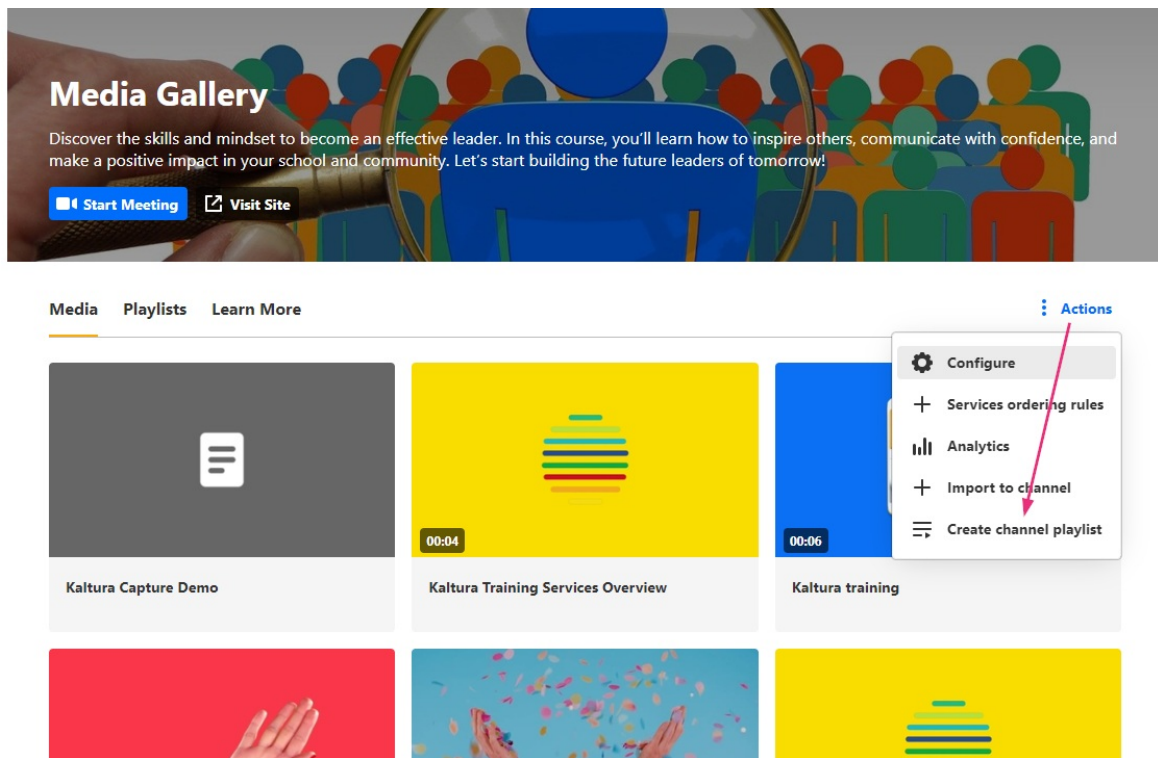 Media Gallery
Discover the skills and mindset to become an effective leader. In this course, you'll learn how to inspire others, communicate with confidence, and
make a positive impact in your school and community. Let's start building the future leaders of tomorrow!
Start Meeting Visit Site
Media Playlists Learn More Actions
Configure
Services ordering rules
Analytics
Import to channel
Create channel playlist
00:04 00:06
Kaltura Capture Demo Kaltura Training Services Overview Kaltura training